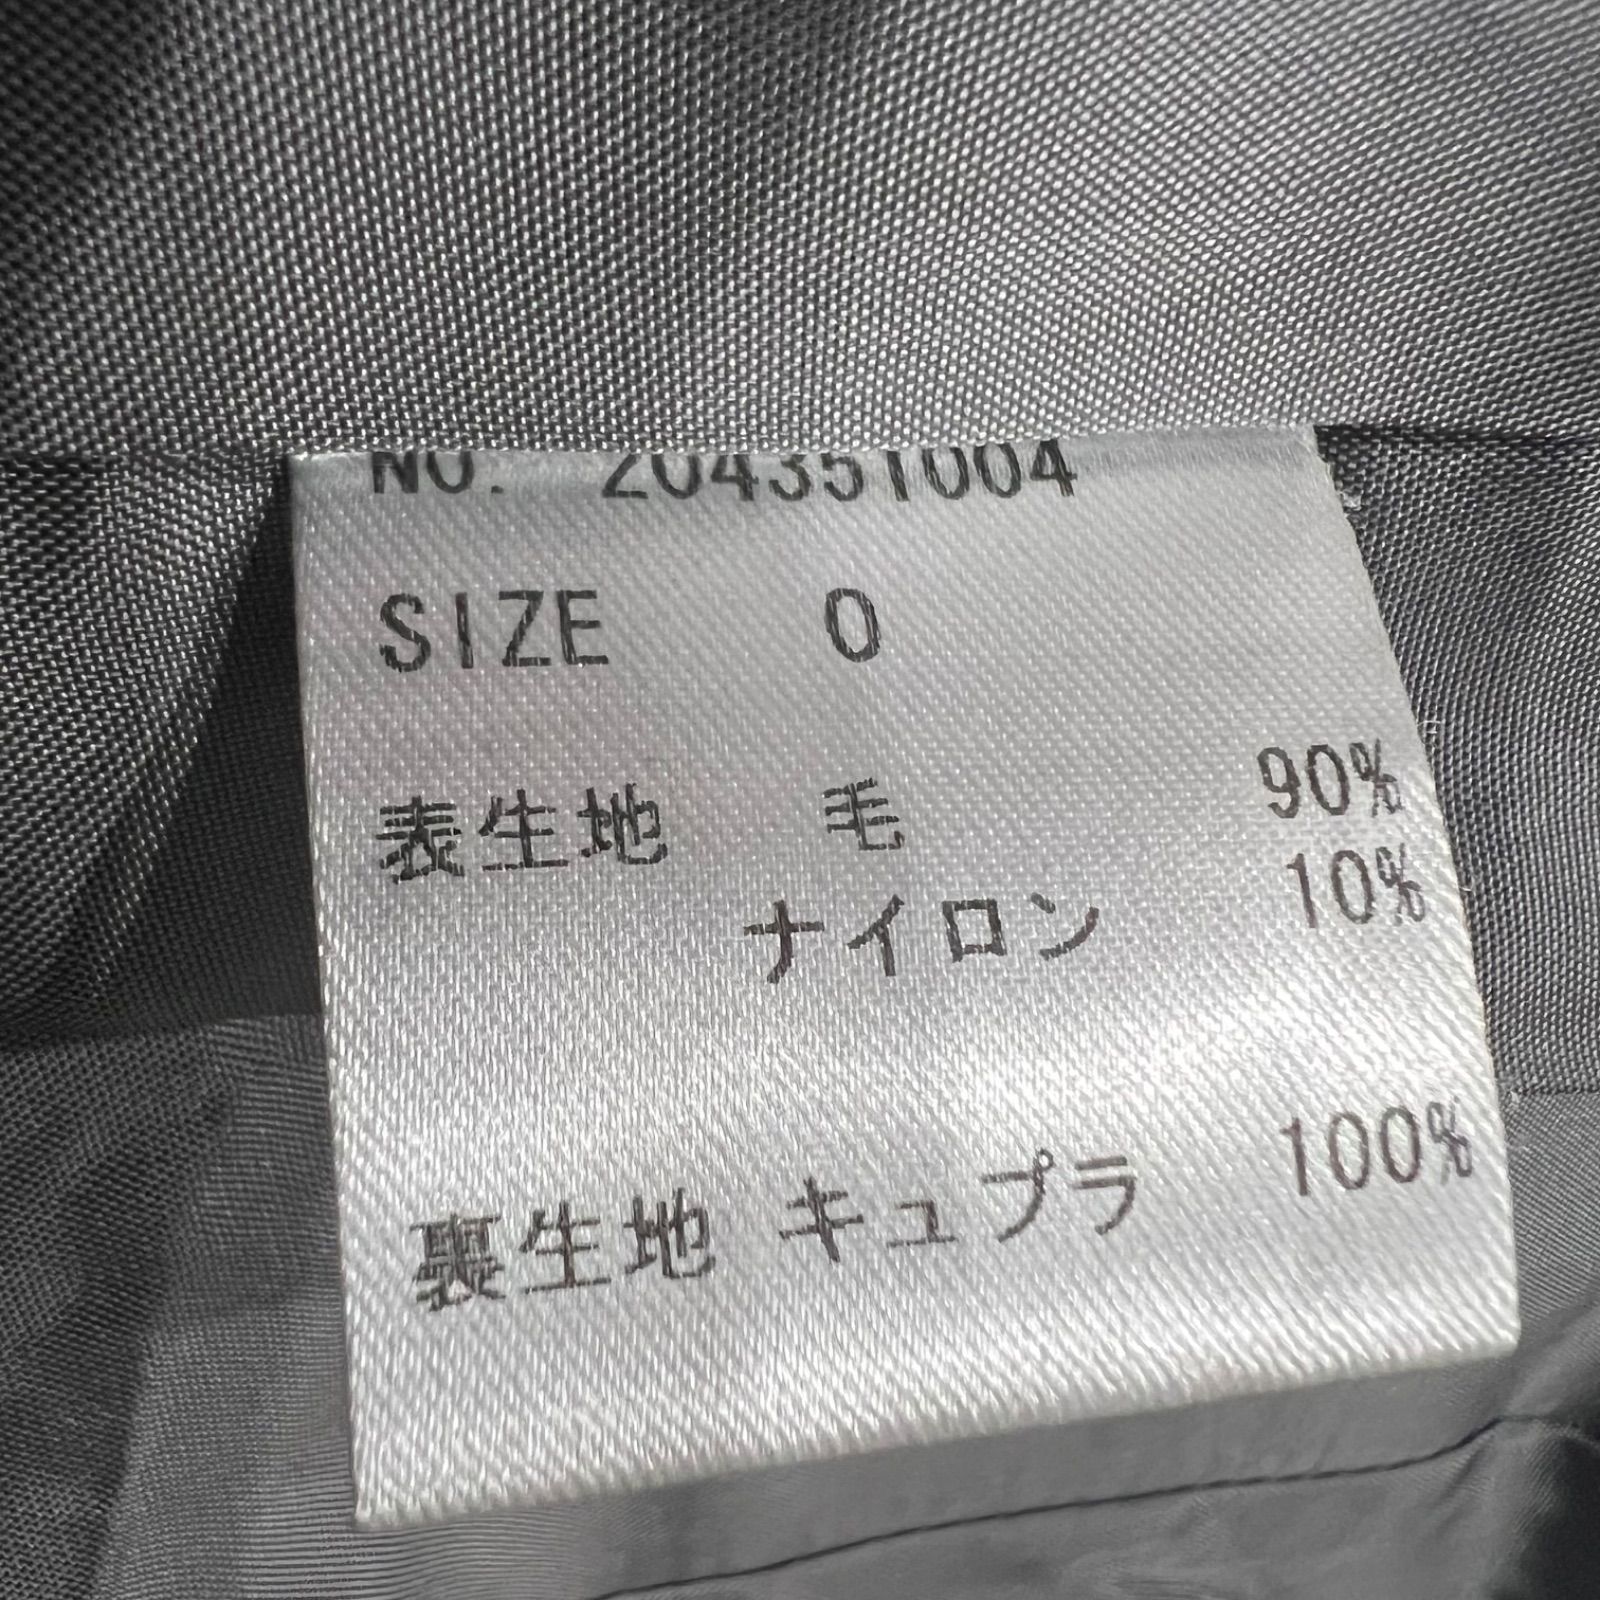 NO. 204351004
SIZE 0
表生地 毛 90%
ナイロン 10%
裏生地 キュプラ 100%